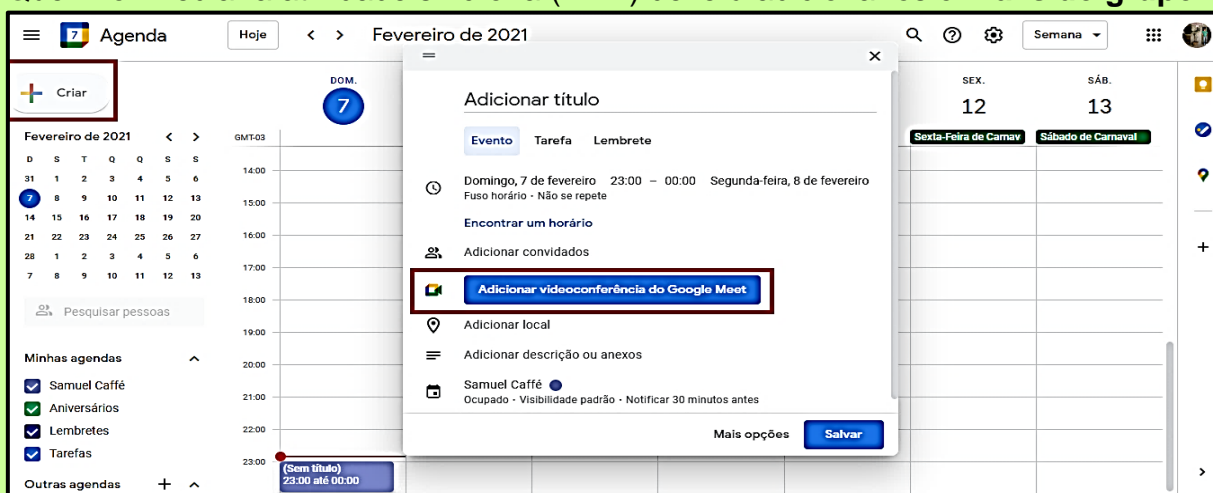 Agenda
Hoje
Fevereiro de 2021
Semana
Criar
Fevereiro de 2021
D S T Q Q S S
31 1 2 3 4 5 6
7 8 9 10 11 12 13
14 15 16 17 18 19 20
21 22 23 24 25 26 27
28 1 2 3 4 5 6
7 8 9 10 11 12 13
Pesquisar pessoas
Minhas agendas
Samuel Caffé
Aniversários
Lembretes
Tarefas
Outras agendas
GMT-03
DOM.
7
SEX.
12
SÁB.
13
Sexta-Feira de Carnav
Sábado de Carnaval
14:00
15:00
16:00
17:00
18:00
19:00
20:00
21:00
22:00
23:00
(Sem título)
23:00 até 00:00
Adicionar título
Evento Tarefa Lembrete
Domingo, 7 de fevereiro 23:00 – 00:00 Segunda-feira, 8 de fevereiro
Fuso horário · Não se repete
Encontrar um horário
Adicionar convidados
Adicionar videoconferência do Google Meet
Adicionar local
Adicionar descrição ou anexos
Samuel Caffé
Ocupado · Visibilidade padrão · Notificar 30 minutos antes
Mais opções Salvar